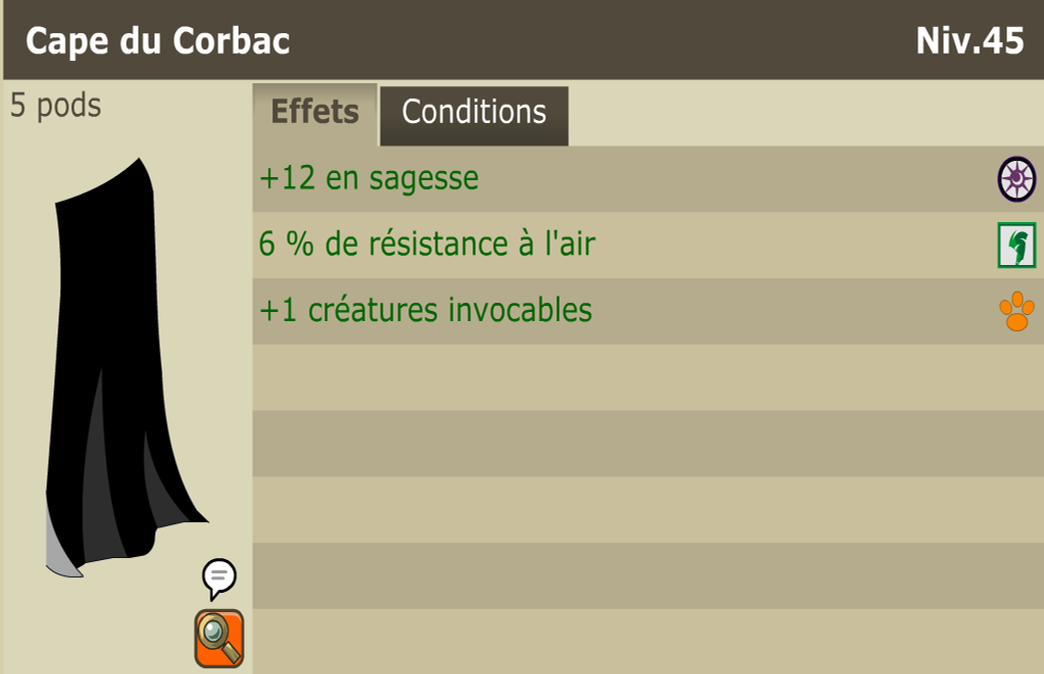 Cape du Corbac
Niv.45
5 pods
Effets
Conditions
+12 en sagesse
6 % de résistance à l'air
+1 créatures invocables